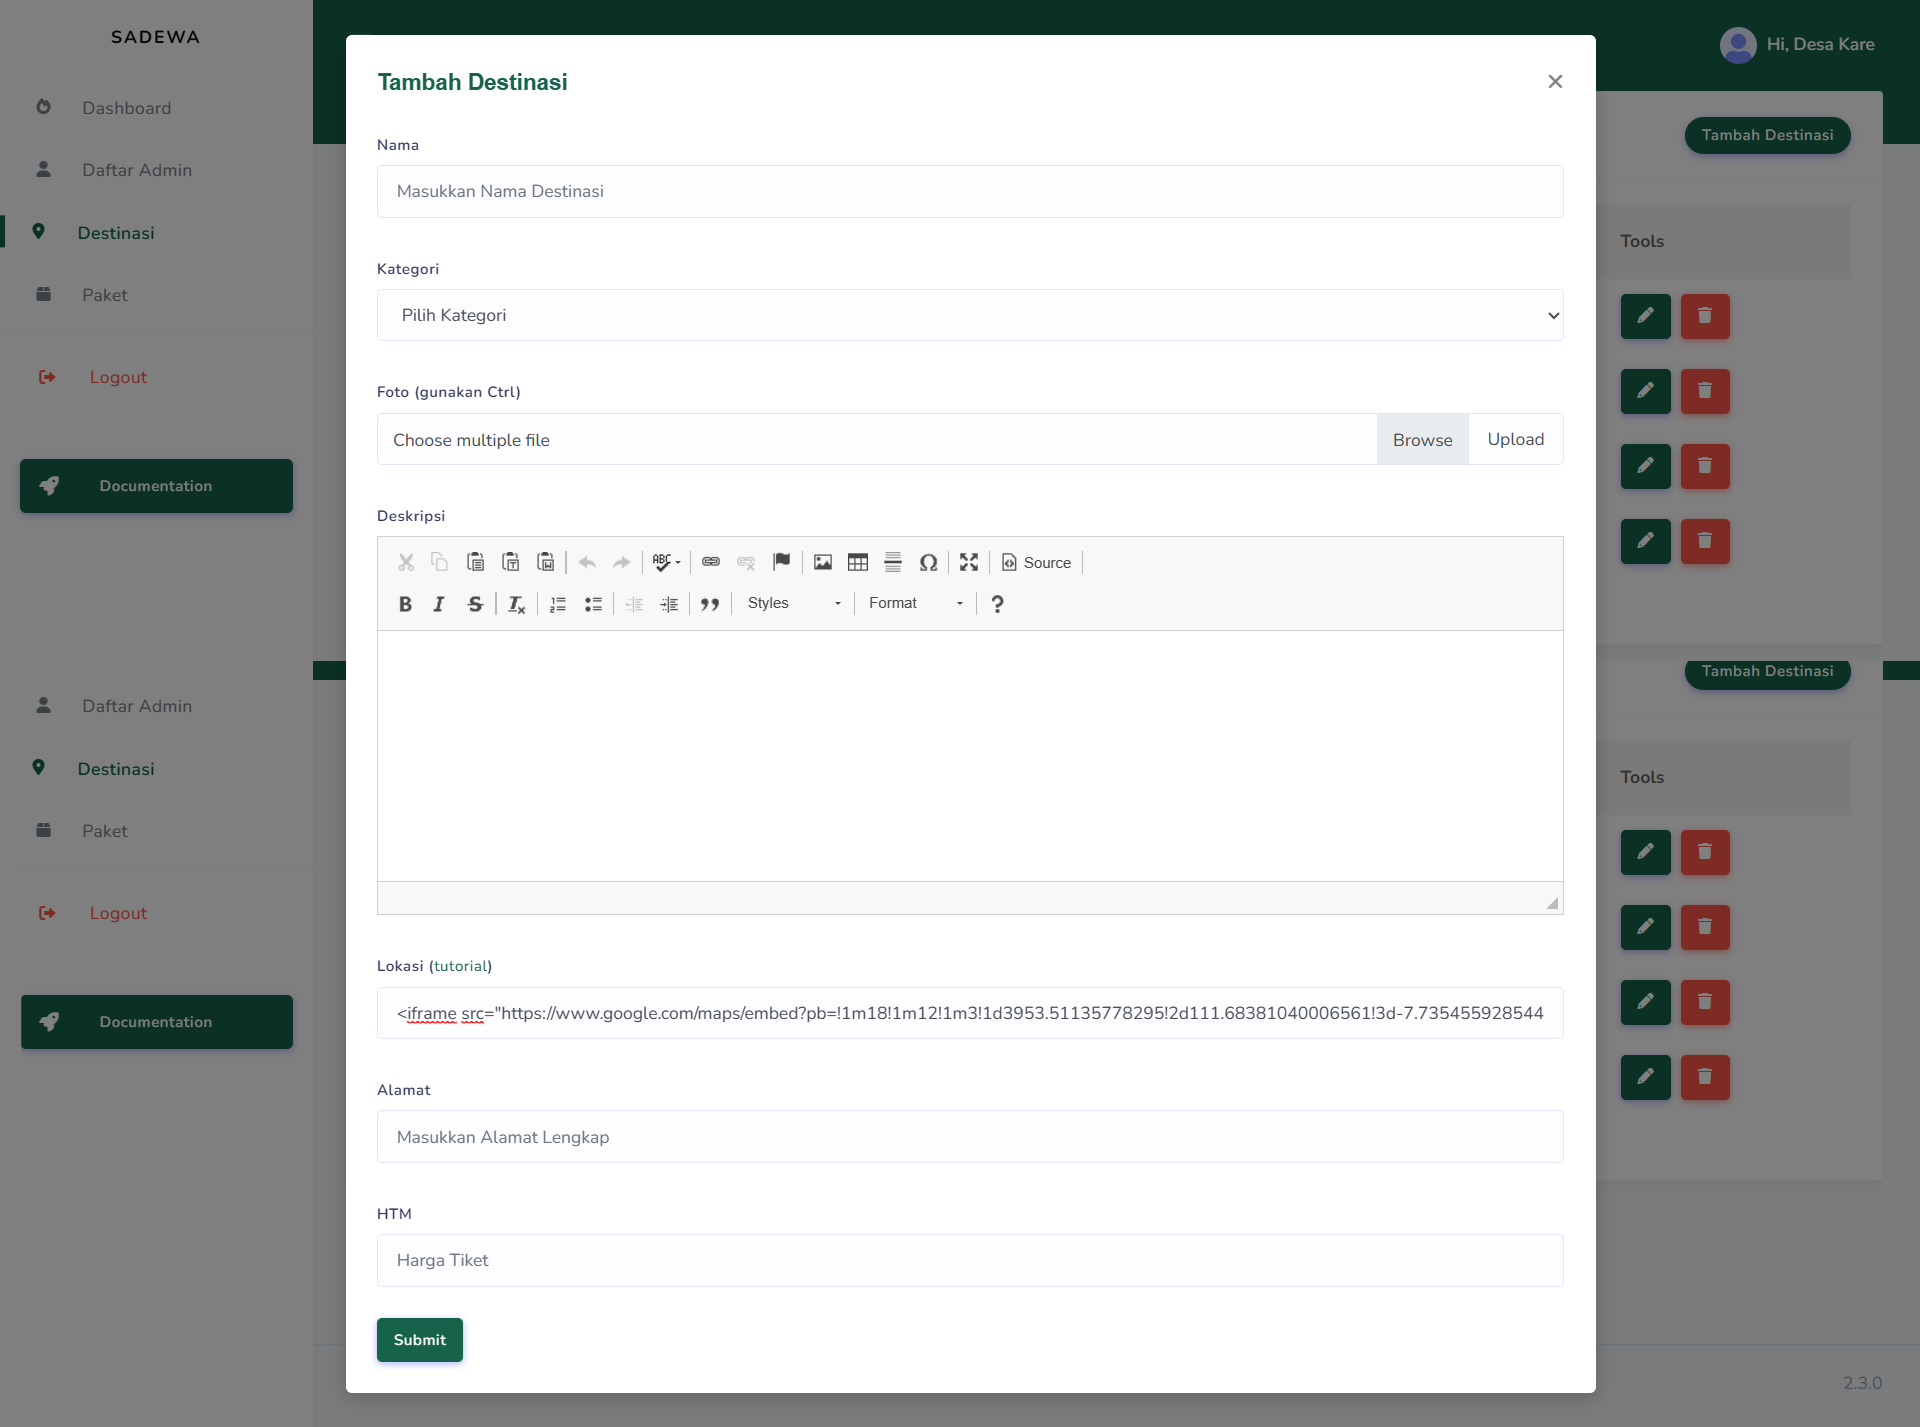 SADEWA
Hi, Desa Kare
Dashboard
Daftar Admin
Destinasi
Paket
Logout
Documentation
Daftar Admin
Destinasi
Paket
Logout
Documentation
Tambah Destinasi
Nama
Masukkan Nama Destinasi
Kategori
Pilih Kategori
Foto (gunakan Ctrl)
Choose multiple file
Browse
Upload
Deskripsi
ABC
Source
B I S Tx
Styles
Format
?
Lokasi (tutorial)
<iframe src="https://www.google.com/maps/embed?pb=!1m18!1m12!1m3!1d3953.51135778295!2d111.68381040006561!3d-7.735455928544
Alamat
Masukkan Alamat Lengkap
HTM
Harga Tiket
Submit
Tambah Destinasi
Tools
Tambah Destinasi
Tools
2.3.0